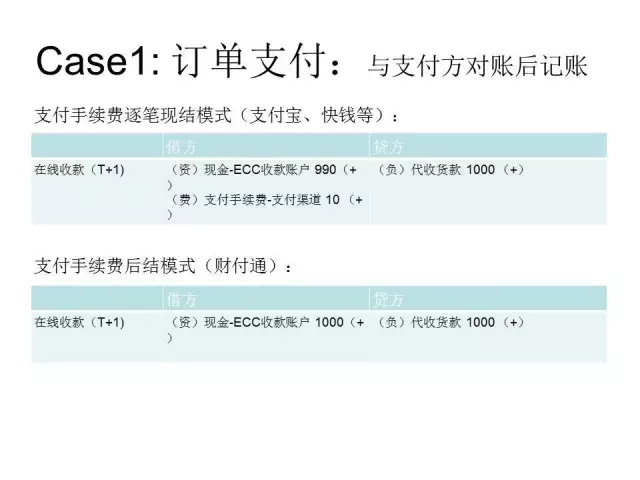 Case1: 订单支付：与支付方对账后记账
支付手续费逐笔现结模式（支付宝、快钱等）：
借方 贷方
在线收款（T+1) （资）现金-ECC收款账户 990（+ （负）代收货款 1000 （+）
）
（费）支付手续费-支付渠道 10 （+
）
支付手续费后结模式（财付通）：
借方 贷方
在线收款（T+1) （资）现金-ECC收款账户 1000（+ （负）代收货款 1000 （+）
）